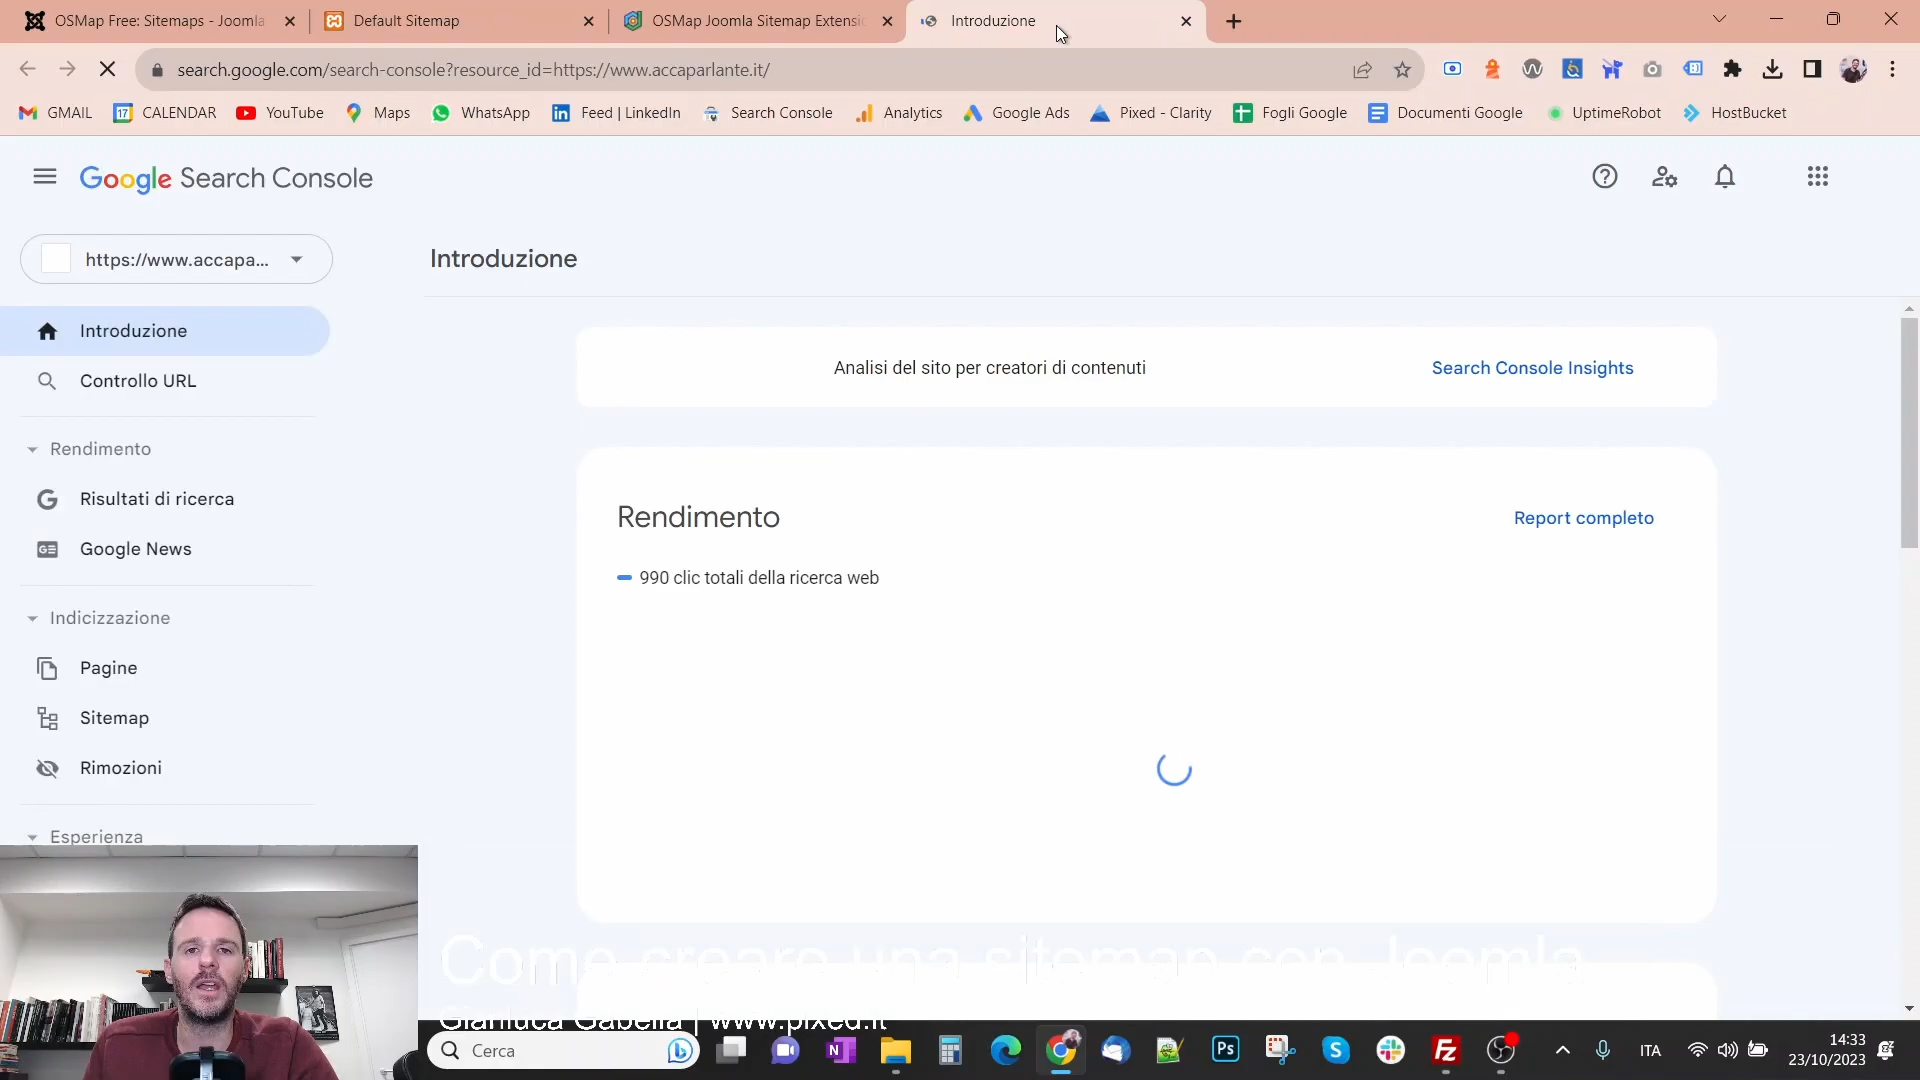 OSMap Free: Sitemaps - Joomla
Default Sitemap
OSMap Joomla Sitemap Extensio
Introduzione
search.google.com/search-console?resource_id=https://www.accaparlante.it/
GMAIL
CALENDAR
YouTube
Maps
WhatsApp
Feed | LinkedIn
Search Console
Analytics
Google Ads
Pixed - Clarity
Fogli Google
Documenti Google
UptimeRobot
HostBucket
Google Search Console
https://www.accapa...
Introduzione
Introduzione
Controllo URL
Rendimento
Risultati di ricerca
Google News
Indicizzazione
Pagine
Sitemap
Rimozioni
Esperienza
Analisi del sito per creatori di contenuti
Search Console Insights
Rendimento
Report completo
990 clic totali della ricerca web
Come creare una sitemap con Joomla
Gianluca Gabella | www.pixed.it
Cerca
ITA
14:33
23/10/2023